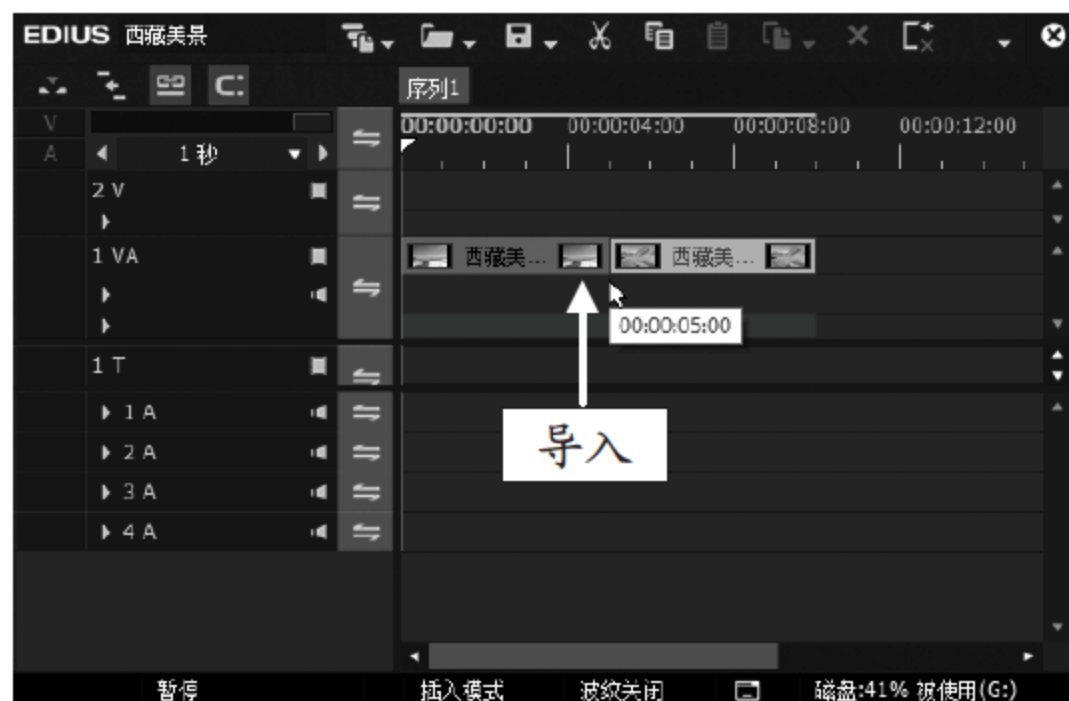 EDIUS 西藏美景
序列1
V
00:00:00:00 00:00:04:00 00:00:08:00 00:00:12:00
A
1秒
2 V
1 VA
西藏美... 西藏美...
00:00:05:00
1 T
1 A
导入
2 A
3 A
4 A
暂停 插入模式 波纹关闭 磁盘:41% 被使用(G:)